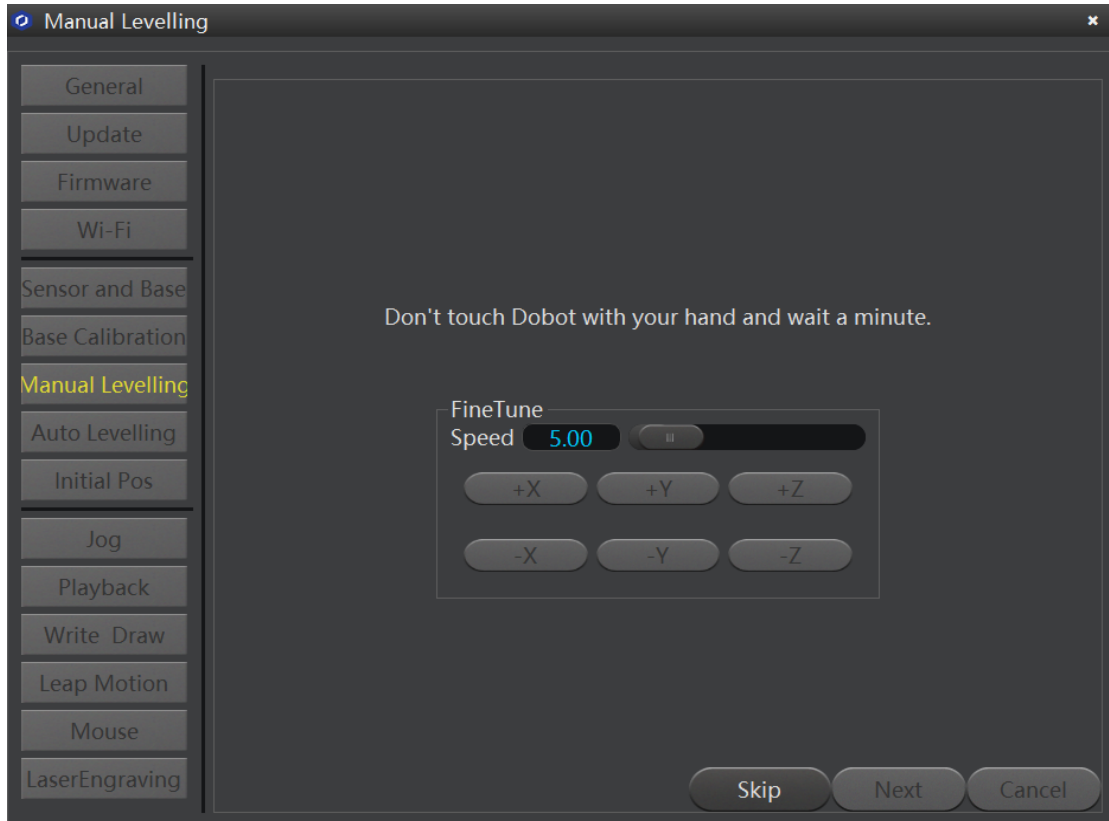 Manual Levelling
General
Update
Firmware
Wi-Fi
Sensor and Base
Base Calibration
Manual Levelling
Auto Levelling
Initial Pos
Jog
Playback
Write Draw
Leap Motion
Mouse
LaserEngraving
Don't touch Dobot with your hand and wait a minute.
FineTune
Speed 5.00
+X +Y +Z
-X -Y -Z
Skip Next Cancel